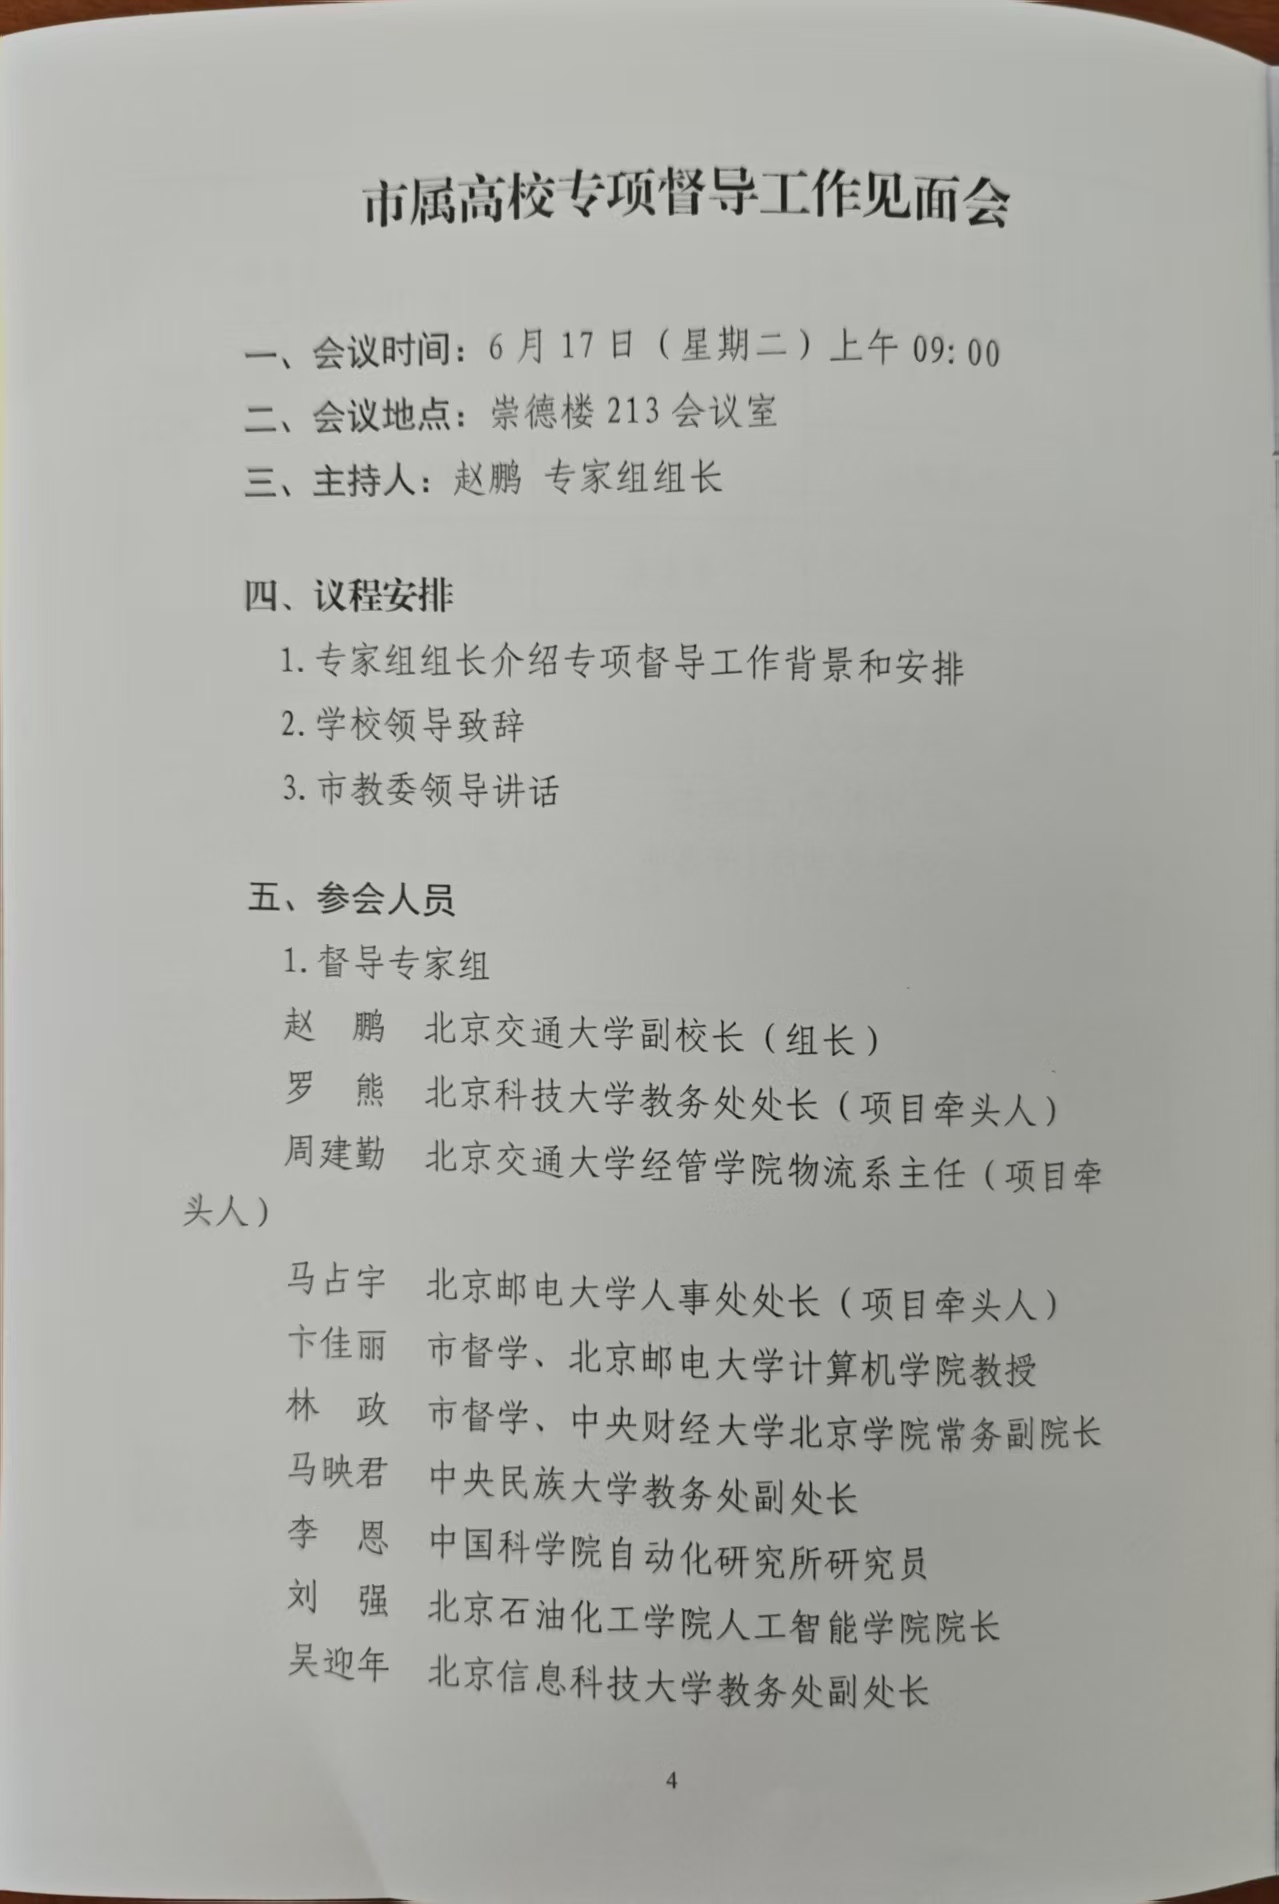 市属高校专项督导工作见面会
一、会议时间：6月17日（星期二）上午09:00
二、会议地点：崇德楼213会议室
三、主持人：赵鹏 专家组组长
四、议程安排
1.专家组组长介绍专项督导工作背景和安排
2.学校领导致辞
3.市教委领导讲话
五、参会人员
1.督导专家组
赵 鹏 北京交通大学副校长（组长）
罗 熊 北京科技大学教务处处长（项目牵头人）
周建勤 北京交通大学经管学院物流系主任（项目牵
头人）
马占宇 北京邮电大学人事处处长（项目牵头人）
卞佳丽 市督学、北京邮电大学计算机学院教授
林 政 市督学、中央财经大学北京学院常务副院长
马映君 中央民族大学教务处副处长
李 恩 中国科学院自动化研究所研究员
刘 强 北京石油化工学院人工智能学院院长
吴迎年 北京信息科技大学教务处副处长
4